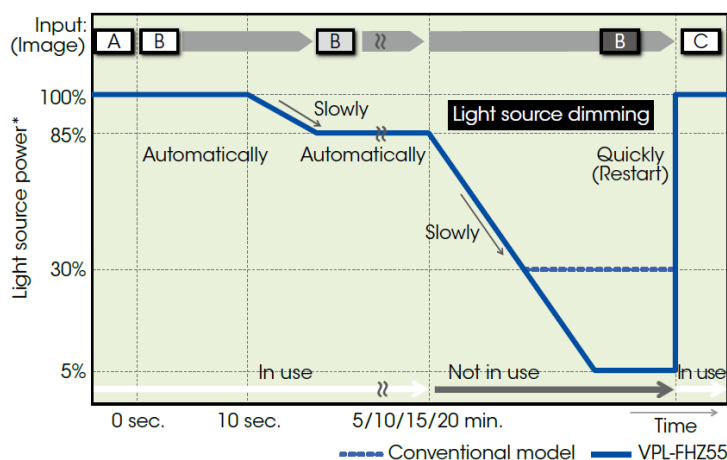 Input:
(Image)
A B B B C
100%
Slowly
Light source dimming
85%
Automatically Automatically Quickly
(Restart)
Slowly
Light source power*
30%
5%
In use Not in use In use
0 sec. 10 sec. 5/10/15/20 min. Time
Conventional model VPL-FHZ55